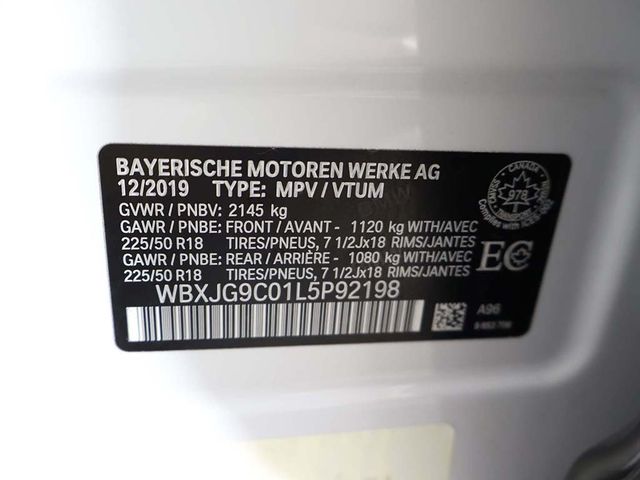 BAYERISCHE MOTOREN WERKE AG
12/2019 TYPE: MPV / VTUM
GVWR / PNBV: 2145 kg
GAWR / PNBE: FRONT / AVANT - 1120 kg WITH/AVEC
225/50 R18 TIRES/PNEUS, 7 1/2Jx18 RIMS/JANTES
GAWR / PNBE: REAR / ARRIÈRE - 1080 kg WITH/AVEC
225/50 R18 TIRES/PNEUS, 7 1/2Jx18 RIMS/JANTES
WBXJG9C01L5P92198
CANADA
978
TRANSPORT
EC
A96